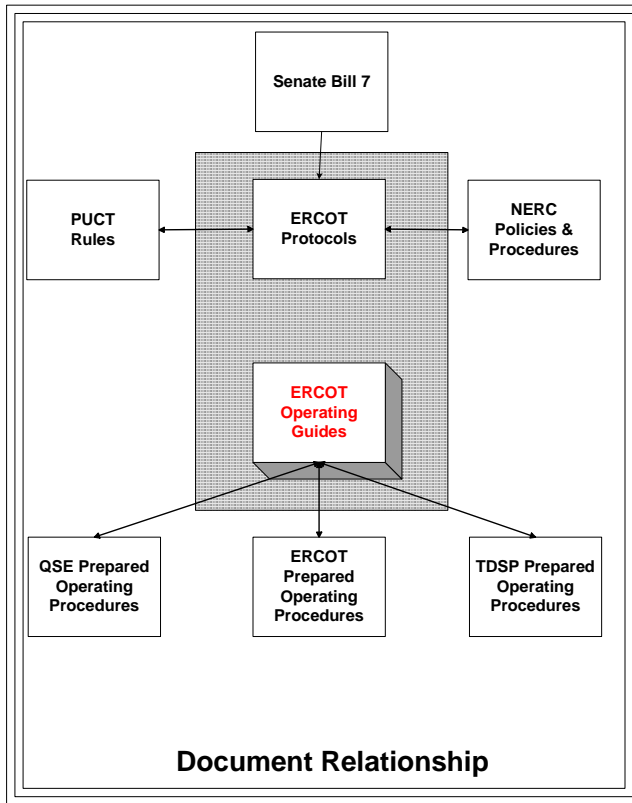 Senate Bill 7
PUCT
Rules
ERCOT
Protocols
NERC
Policies &
Procedures
ERCOT
Operating
Guides
QSE Prepared
Operating
Procedures
ERCOT
Prepared
Operating
Procedures
TDSP Prepared
Operating
Procedures
Document Relationship